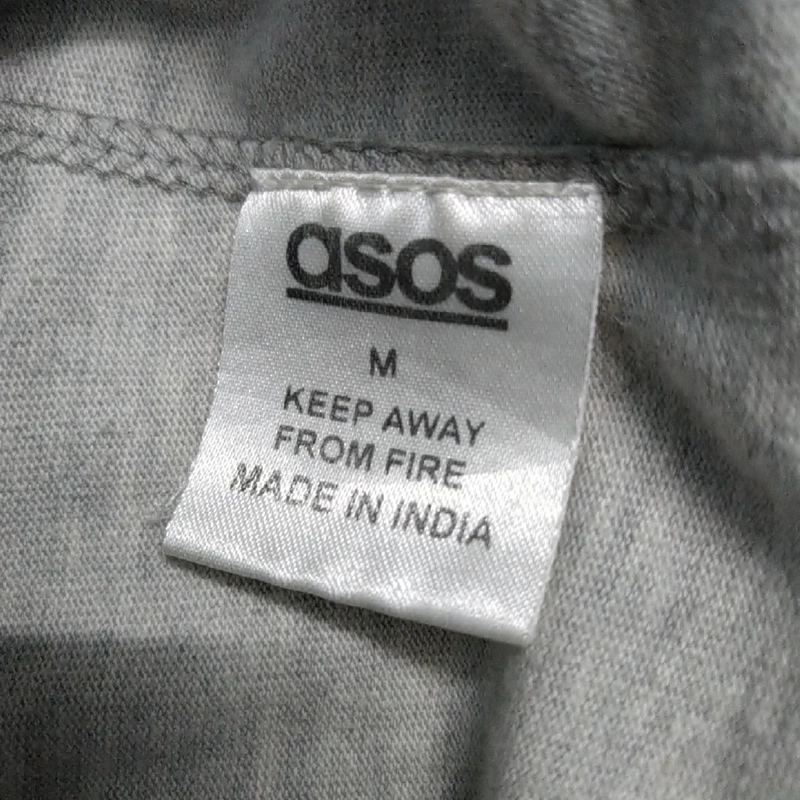 asos
M
KEEP AWAY
FROM FIRE
MADE IN INDIA